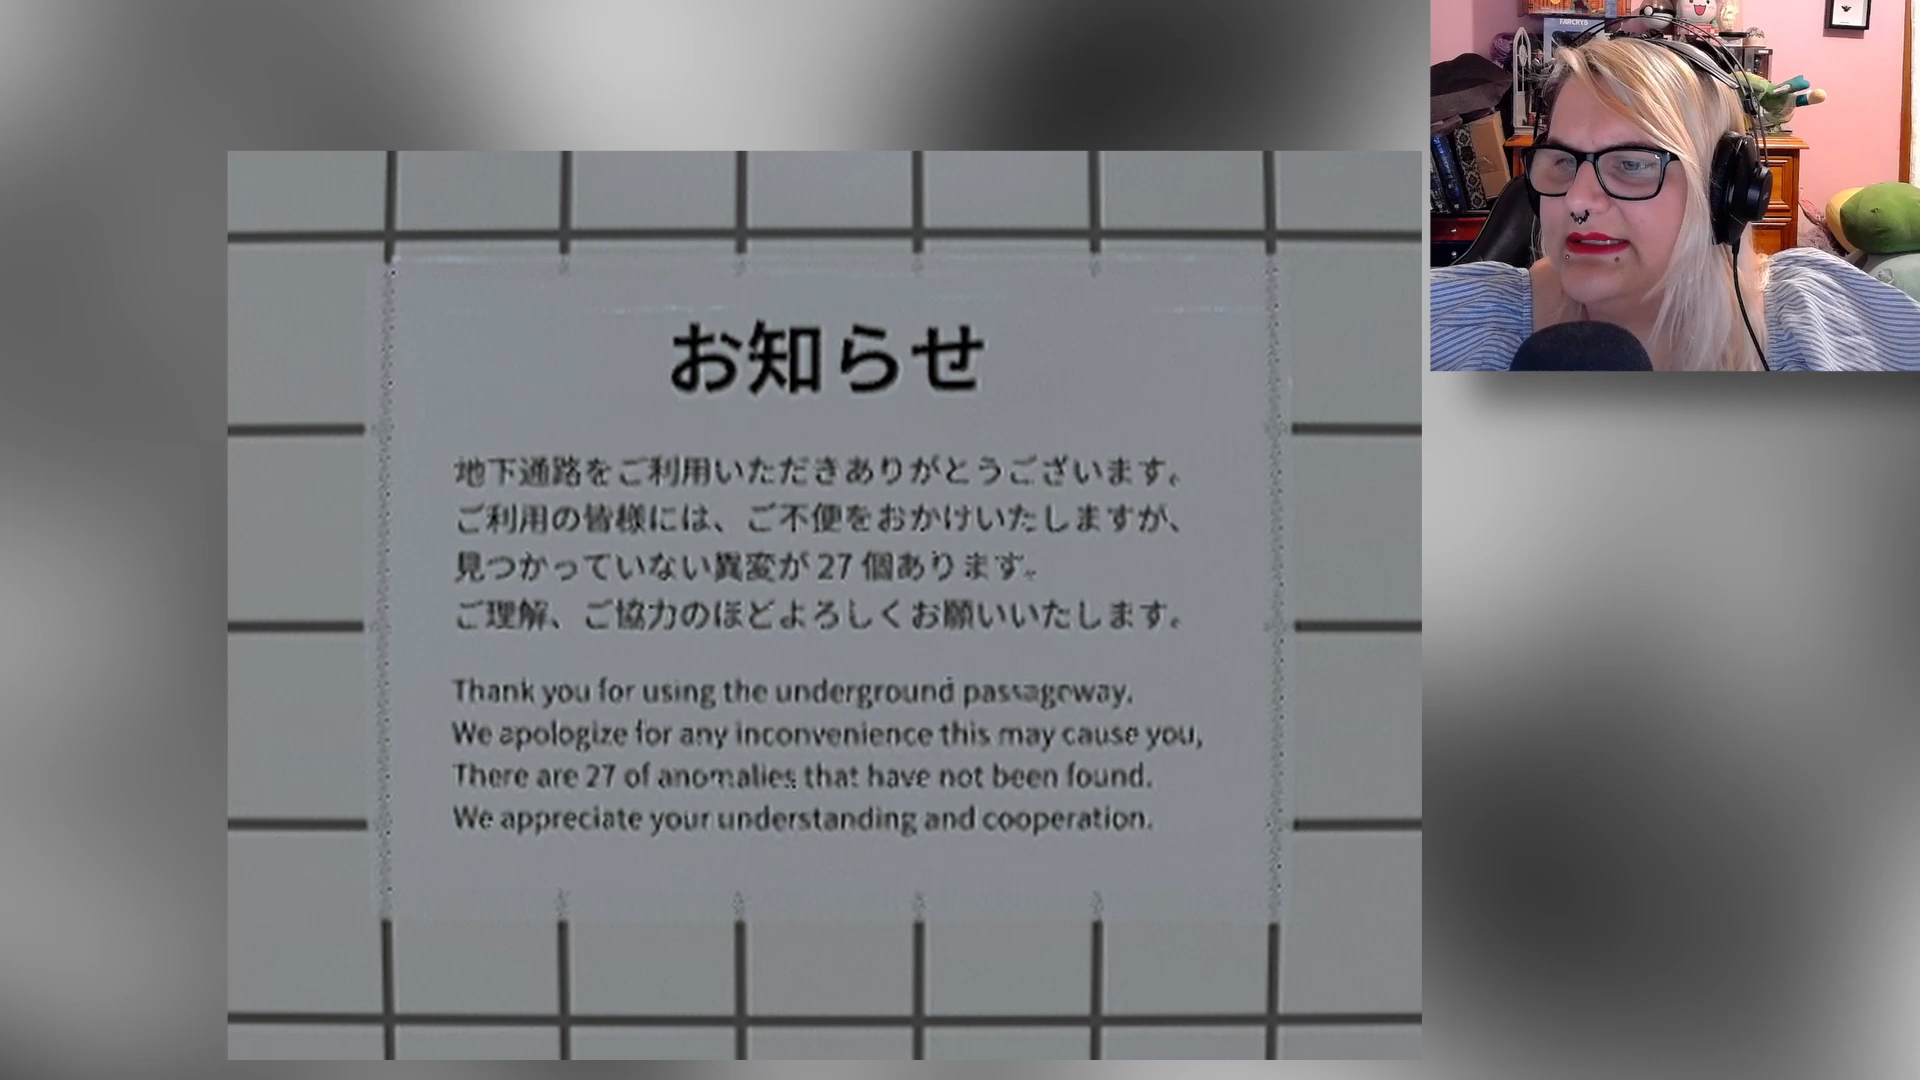 FARCRY5
お知らせ
地下通路をご利用いただきありがとうございます。
ご利用の皆様には、ご不便をおかけいたしますが、
見つかっていない異変が 27 個あります。
ご理解、ご協力のほどよろしくお願いいたします。
Thank you for using the underground passageway.
We apologize for any inconvenience this may cause you,
There are 27 of anomalies that have not been found.
We appreciate your understanding and cooperation.